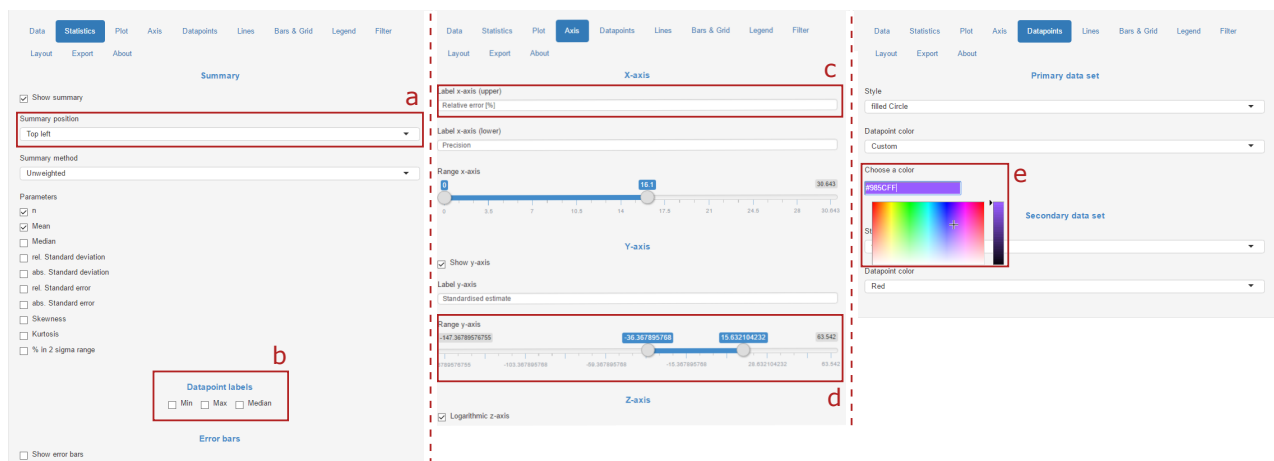 Data Statistics Plot Axis Datapoints Lines Bars & Grid Legend Filter
Layout Export About
Summary
Show summary
a
Summary position
Top left
Summary method
Unweighted
Parameters
n
Mean
Median
rel. Standard deviation
abs. Standard deviation
rel. Standard error
abs. Standard error
Skewness
Kurtosis
% in 2 sigma range
b
Datapoint labels
Min Max Median
Error bars
Show error bars
Data Statistics Plot Axis Datapoints Lines Bars & Grid Legend Filter
Layout Export About
X-axis
c
Label x-axis (upper)
Relative error [%]
Label x-axis (lower)
Precision
Range x-axis
0 16.1 30.643
0 3.5 7 10.5 14 17.5 21 24.5 28 30.643
Y-axis
Show y-axis
Label y-axis
Standardised estimate
Range y-axis
-147.36789576755 -36.367895768 15.632104232 63.542
-103.367895768 -59.367895768 -15.367895768 28.632104232 63.542
d
Z-axis
Logarithmic z-axis
Data Statistics Plot Axis Datapoints Lines Bars & Grid Legend Filter
Layout Export About
Primary data set
Style
filled Circle
Datapoint color
Custom
Choose a color
e
#985CFF
Secondary data set
St
Datapoint color
Red